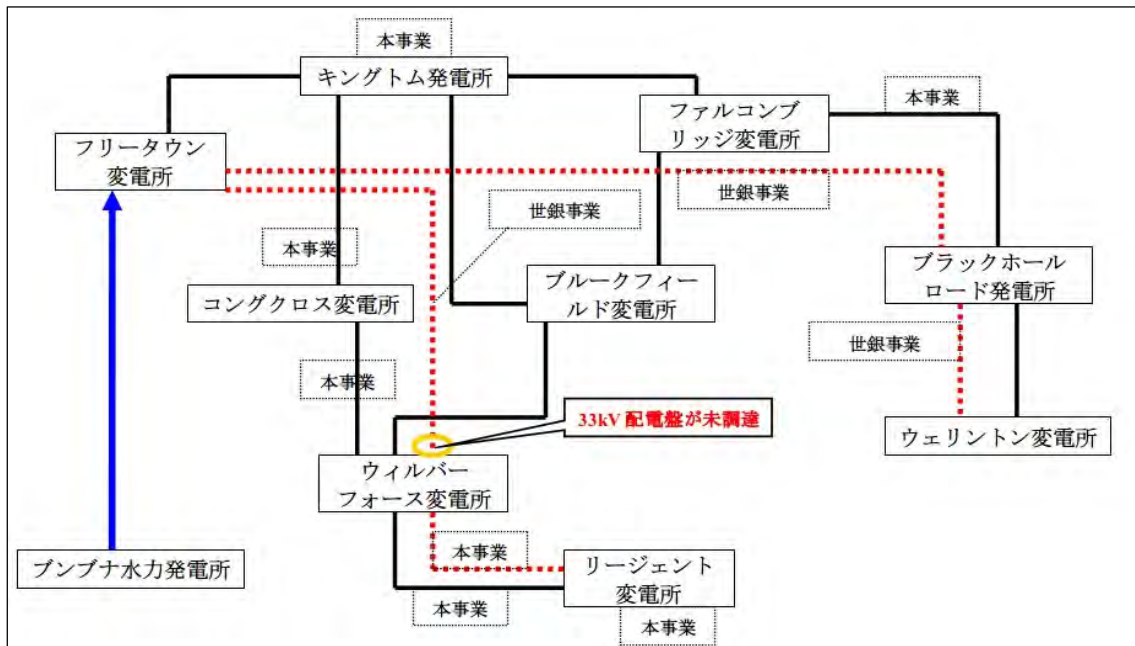 本事業
キングトム発電所
本事業
ファルコンブ
リッジ変電所
フリータウン
変電所
世銀事業
世銀事業
本事業
ブラックホール
ロード発電所
ブルークフィー
ルド変電所
コングクロス変電所
世銀事業
本事業
33kV 配電盤が未調達
ウェリントン変電所
ウィルバー
フォース変電所
本事業
リージェント
変電所
ブンブナ水力発電所
本事業
本事業